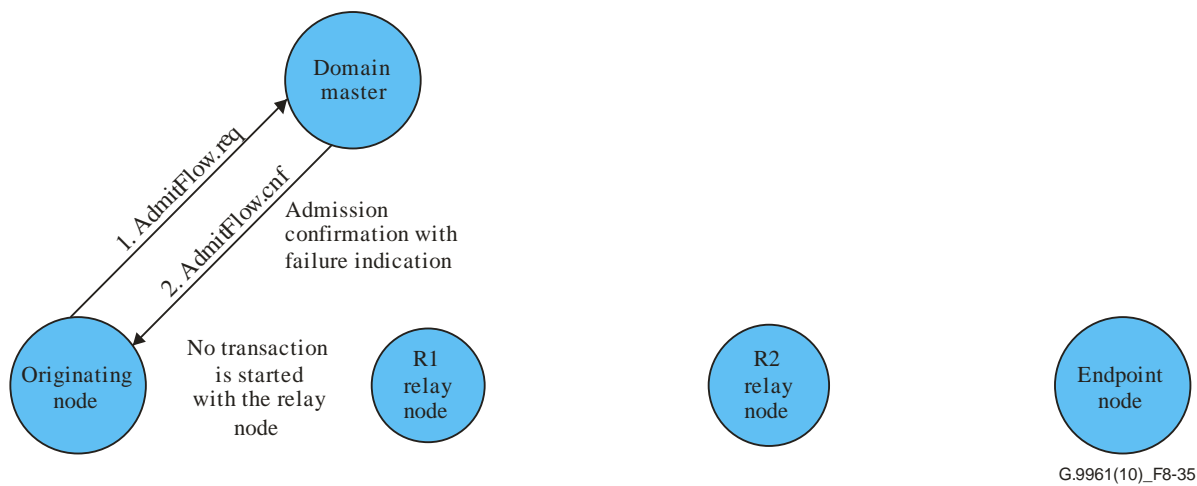 Domain
master
1. AdmitFlow.req
2. AdmitFlow.cnf
Admission
confirmation with
failure indication
Originating
node
No transaction
is started
with the relay
node
R1
relay
node
R2
relay
node
Endpoint
node
G.9961(10)_F8-35